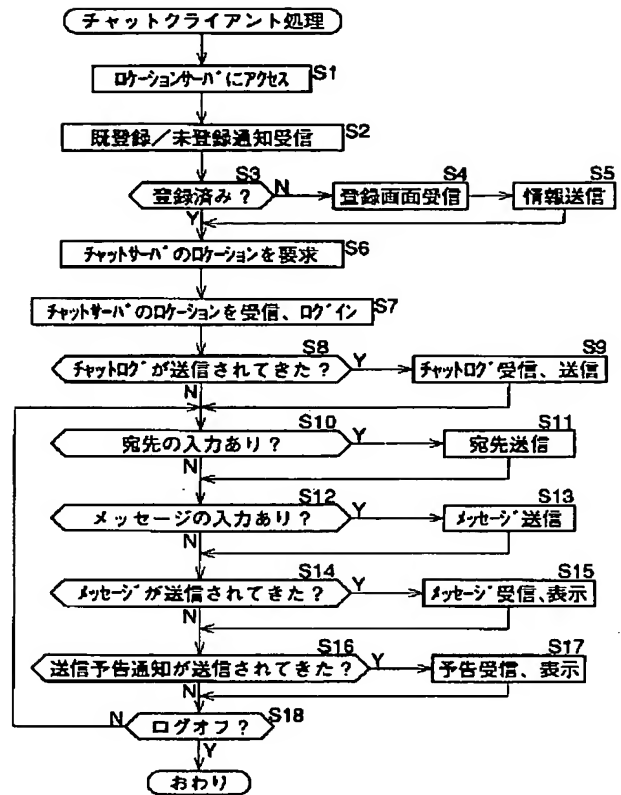 チャットクライアント処理
S1
ロケーションサーバにアクセス
S2
既登録／未登録通知受信
S3
登録済み？
N
Y
S4
登録画面受信
S5
情報送信
S6
チャットサーバのロケーションを要求
S7
チャットサーバのロケーションを受信、ログイン
S8
チャットログが送信されてきた？
Y
N
S9
チャットログ受信、送信
S10
宛先の入力あり？
Y
N
S11
宛先送信
S12
メッセージの入力あり？
Y
N
S13
メッセージ送信
S14
メッセージが送信されてきた？
Y
N
S15
メッセージ受信、表示
S16
送信予告通知が送信されてきた？
Y
N
S17
予告受信、表示
S18
ログオフ？
N
Y
おわり